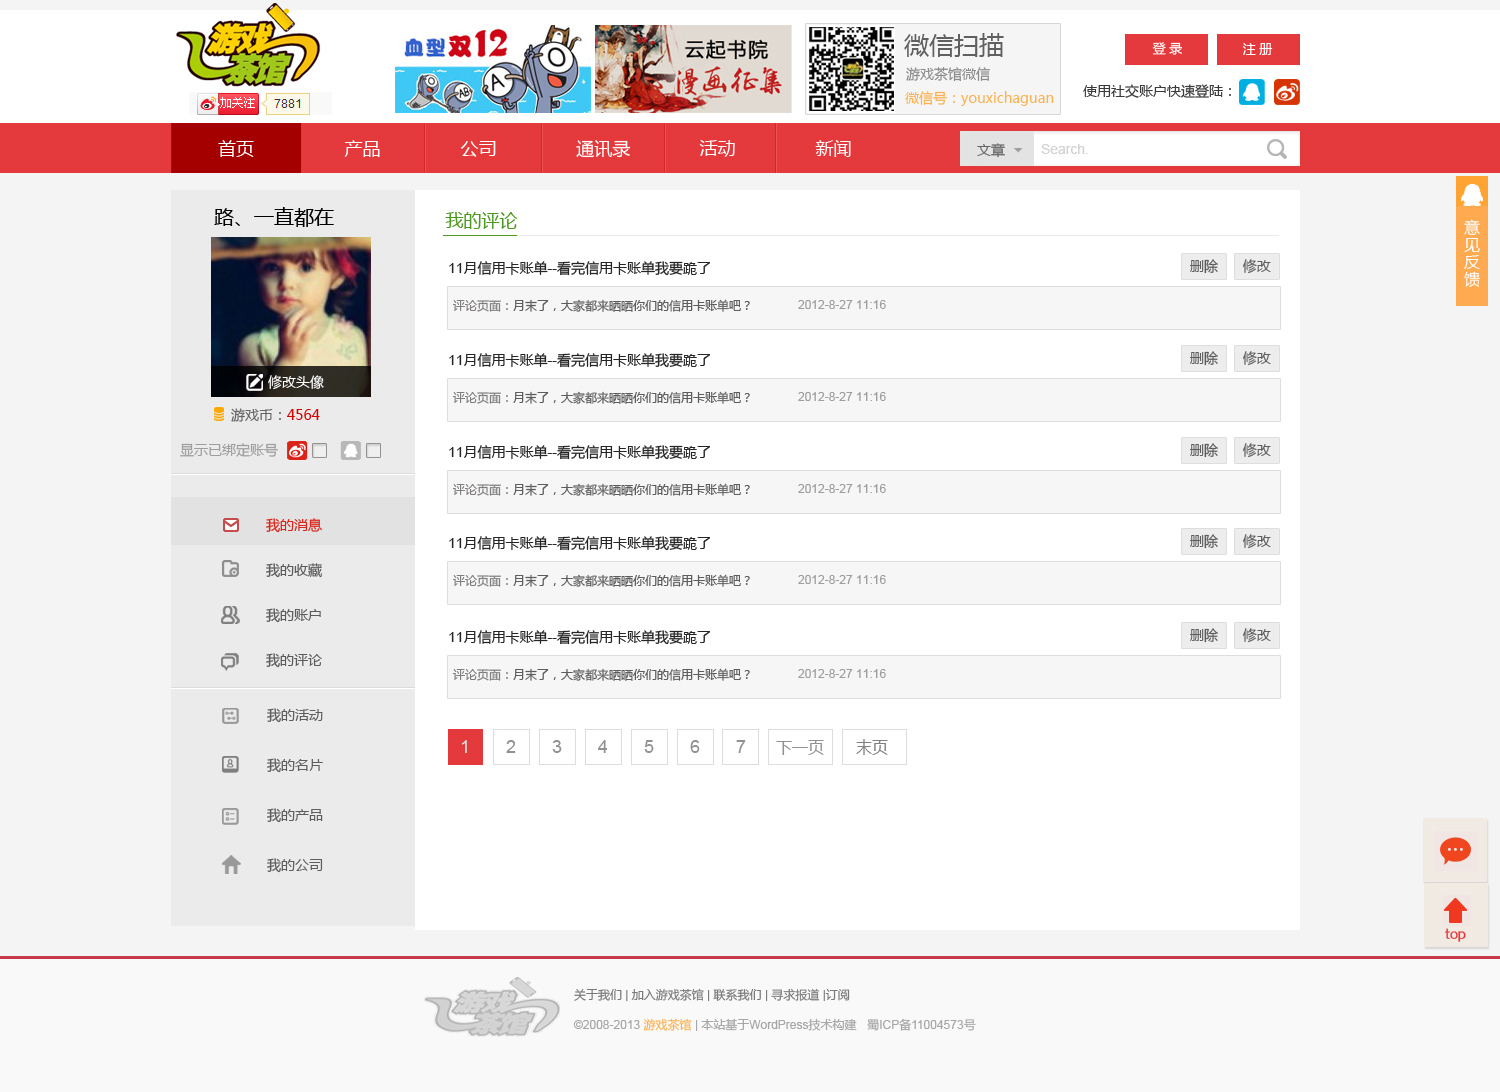 游戏茶馆
加关注 7881
血型双12
AB A O
云起书院
漫画征集
微信扫描
游戏茶馆微信
微信号：youxichaguan
登录 注册
使用社交账户快速登陆：
首页 产品 公司 通讯录 活动 新闻 文章 Search.
意见反馈
路、一直都在
修改头像
游戏币：4564
显示已绑定账号
我的消息
我的收藏
我的账户
我的评论
我的活动
我的名片
我的产品
我的公司
我的评论
11月信用卡账单--看完信用卡账单我要跪了 删除 修改
评论页面：月末了，大家都来晒晒你们的信用卡账单吧？ 2012-8-27 11:16
11月信用卡账单--看完信用卡账单我要跪了 删除 修改
评论页面：月末了，大家都来晒晒你们的信用卡账单吧？ 2012-8-27 11:16
11月信用卡账单--看完信用卡账单我要跪了 删除 修改
评论页面：月末了，大家都来晒晒你们的信用卡账单吧？ 2012-8-27 11:16
11月信用卡账单--看完信用卡账单我要跪了 删除 修改
评论页面：月末了，大家都来晒晒你们的信用卡账单吧？ 2012-8-27 11:16
11月信用卡账单--看完信用卡账单我要跪了 删除 修改
评论页面：月末了，大家都来晒晒你们的信用卡账单吧？ 2012-8-27 11:16
1 2 3 4 5 6 7 下一页 末页
top
游戏茶馆
关于我们 | 加入游戏茶馆 | 联系我们 | 寻求报道 |订阅
©2008-2013 游戏茶馆 | 本站基于WordPress技术构建 蜀ICP备11004573号